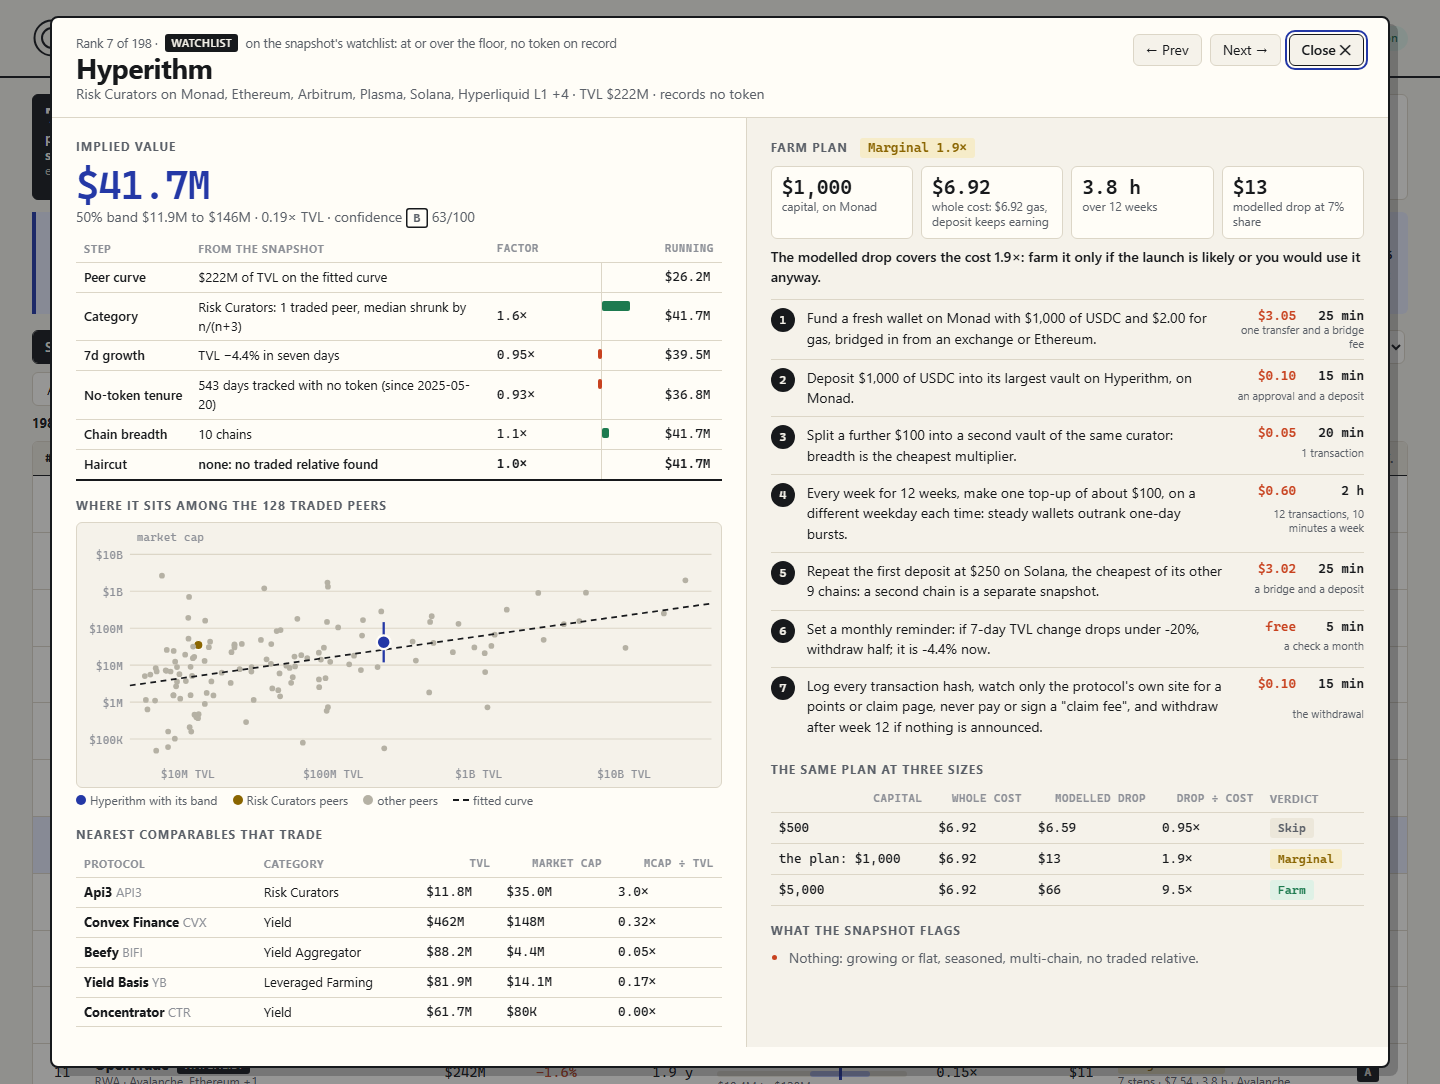 Rank 7 of 198 · WATCHLIST on the snapshot's watchlist: at or over the floor, no token on record
← Prev
Next →
Close ✕
Hyperithm
Risk Curators on Monad, Ethereum, Arbitrum, Plasma, Solana, Hyperliquid L1 +4 · TVL $222M · records no token
IMPLIED VALUE
$41.7M
50% band $11.9M to $146M · 0.19× TVL · confidence B 63/100
STEP FROM THE SNAPSHOT FACTOR RUNNING
Peer curve $222M of TVL on the fitted curve $26.2M
Category Risk Curators: 1 traded peer, median shrunk by n/(n+3) 1.6× $41.7M
7d growth TVL −4.4% in seven days 0.95× $39.5M
No-token tenure 543 days tracked with no token (since 2025-05-20) 0.93× $36.8M
Chain breadth 10 chains 1.1× $41.7M
Haircut none: no traded relative found 1.0× $41.7M
WHERE IT SITS AMONG THE 128 TRADED PEERS
market cap
$10B
$1B
$100M
$10M
$1M
$100K
$10M TVL $100M TVL $1B TVL $10B TVL
Hyperithm with its band Risk Curators peers other peers fitted curve
NEAREST COMPARABLES THAT TRADE
PROTOCOL CATEGORY TVL MARKET CAP MCAP ÷ TVL
Api3 API3 Risk Curators $11.8M $35.0M 3.0×
Convex Finance CVX Yield $462M $148M 0.32×
Beefy BIFI Yield Aggregator $88.2M $4.4M 0.05×
Yield Basis YB Leveraged Farming $81.9M $14.1M 0.17×
Concentrator CTR Yield $61.7M $80K 0.00×
FARM PLAN Marginal 1.9×
$1,000
capital, on Monad
$6.92
whole cost: $6.92 gas,
deposit keeps earning
3.8 h
over 12 weeks
$13
modelled drop at 7%
share
The modelled drop covers the cost 1.9×: farm it only if the launch is likely or you would use it
anyway.
1 Fund a fresh wallet on Monad with $1,000 of USDC and $2.00 for
gas, bridged in from an exchange or Ethereum.
$3.05 25 min
one transfer and a bridge
fee
2 Deposit $1,000 of USDC into its largest vault on Hyperithm, on
Monad.
$0.10 15 min
an approval and a deposit
3 Split a further $100 into a second vault of the same curator:
breadth is the cheapest multiplier.
$0.05 20 min
1 transaction
4 Every week for 12 weeks, make one top-up of about $100, on a
different weekday each time: steady wallets outrank one-day
bursts.
$0.60 2 h
12 transactions, 10
minutes a week
5 Repeat the first deposit at $250 on Solana, the cheapest of its other
9 chains: a second chain is a separate snapshot.
$3.02 25 min
a bridge and a deposit
6 Set a monthly reminder: if 7-day TVL change drops under -20%,
withdraw half; it is -4.4% now.
free 5 min
a check a month
7 Log every transaction hash, watch only the protocol's own site for a
points or claim page, never pay or sign a "claim fee", and withdraw
after week 12 if nothing is announced.
$0.10 15 min
the withdrawal
THE SAME PLAN AT THREE SIZES
CAPITAL WHOLE COST MODELLED DROP DROP ÷ COST VERDICT
$500 $6.92 $6.59 0.95× Skip
the plan: $1,000 $6.92 $13 1.9× Marginal
$5,000 $6.92 $66 9.5× Farm
WHAT THE SNAPSHOT FLAGS
• Nothing: growing or flat, seasoned, multi-chain, no traded relative.
11 $242M −1.6% 1.9 y 0.15× $11 A